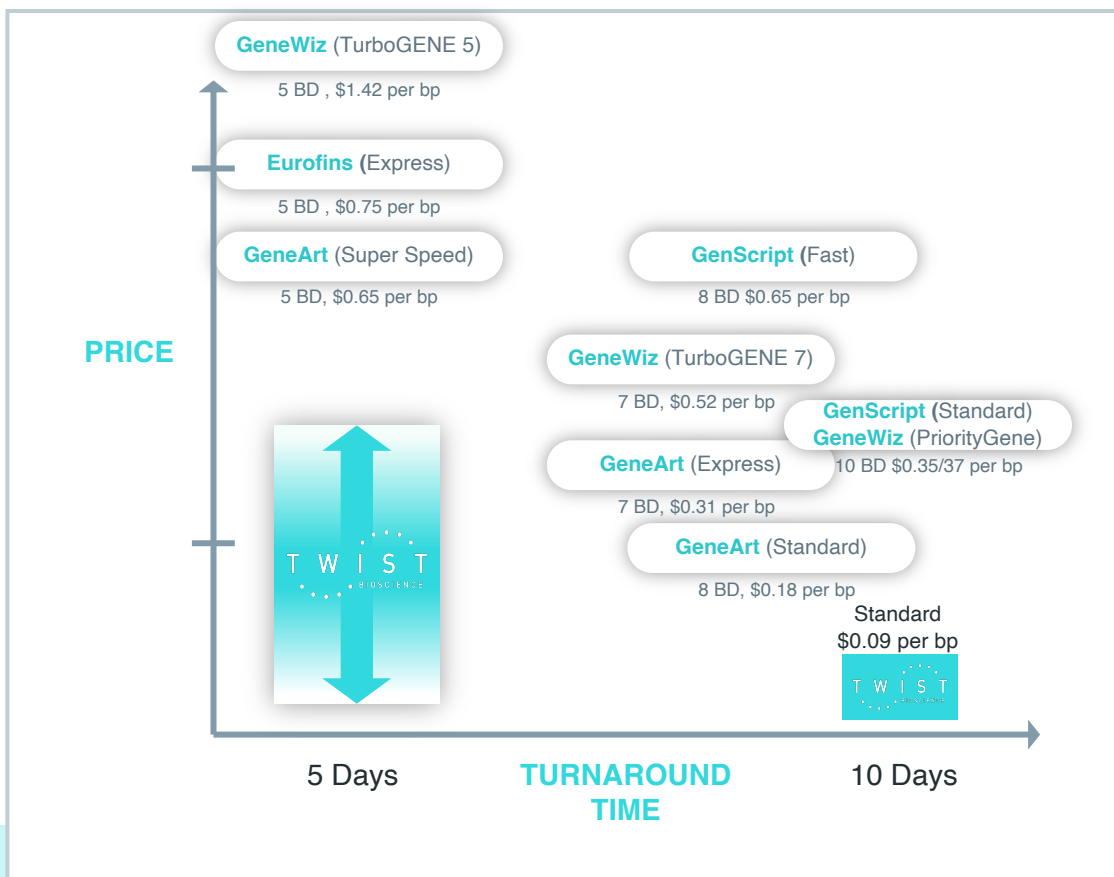 GeneWiz (TurboGENE 5)
5 BD , $1.42 per bp
Eurofins (Express)
5 BD , $0.75 per bp
GeneArt (Super Speed)
5 BD, $0.65 per bp
GenScript (Fast)
8 BD $0.65 per bp
PRICE
GeneWiz (TurboGENE 7)
7 BD, $0.52 per bp
GenScript (Standard)
GeneWiz (PriorityGene)
10 BD $0.35/37 per bp
GeneArt (Express)
7 BD, $0.31 per bp
GeneArt (Standard)
8 BD, $0.18 per bp
TWIST
BIOSCIENCE
Standard
$0.09 per bp
TWIST
BIOSCIENCE
5 Days
TURNAROUND
TIME
10 Days